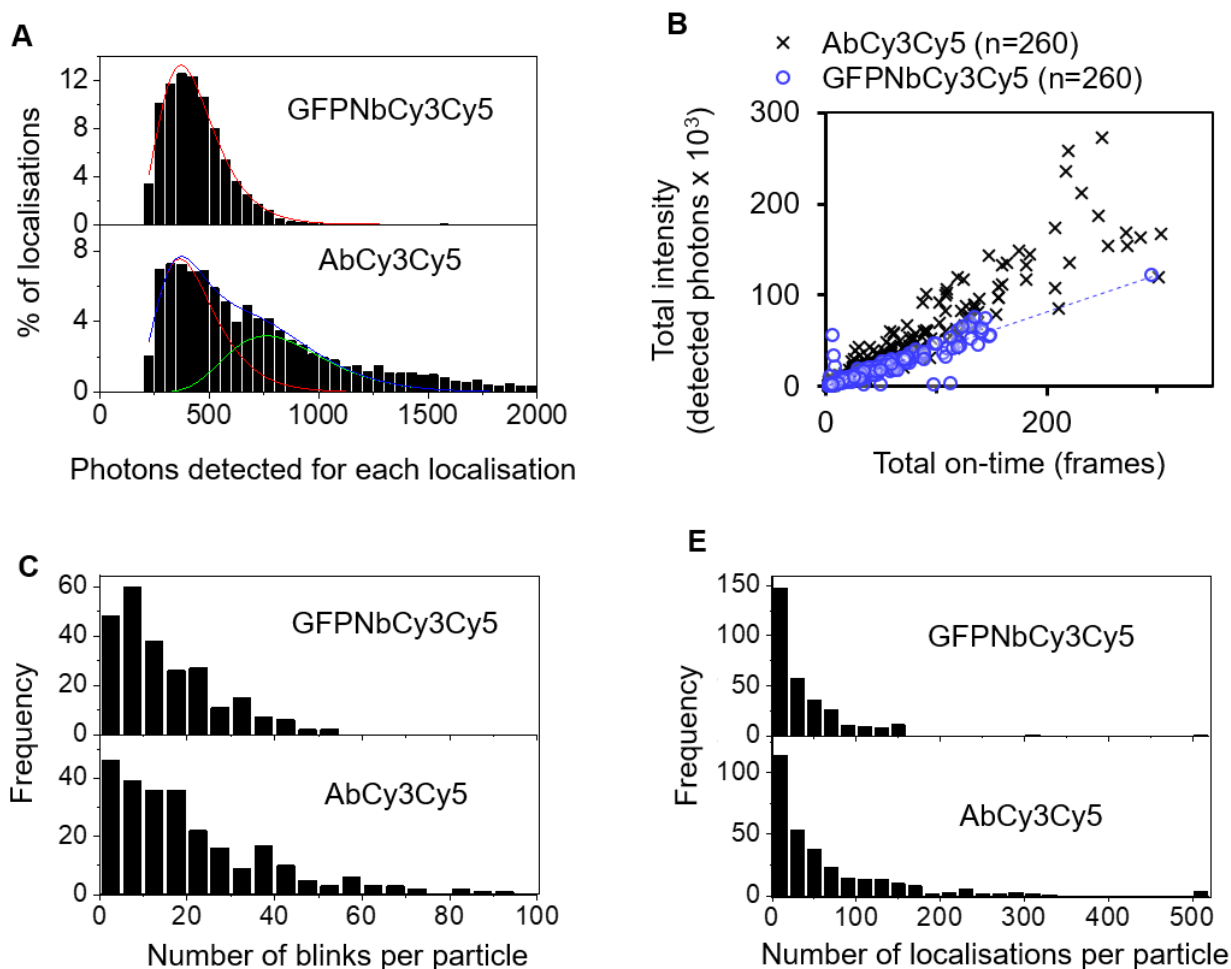 A
12
8
4
0
GFPNbCy3Cy5
8
4
0
AbCy3Cy5
0 500 1000 1500 2000
Photons detected for each localisation
% of localisations
B
× AbCy3Cy5 (n=260)
○ GFPNbCy3Cy5 (n=260)
300
200
100
0
0 200
Total intensity
(detected photons x 10³)
Total on-time (frames)
C
60
40
20
0
GFPNbCy3Cy5
40
20
0
AbCy3Cy5
0 20 40 60 80 100
Number of blinks per particle
Frequency
E
150
100
50
0
GFPNbCy3Cy5
100
50
0
AbCy3Cy5
0 100 200 300 400 500
Number of localisations per particle
Frequency